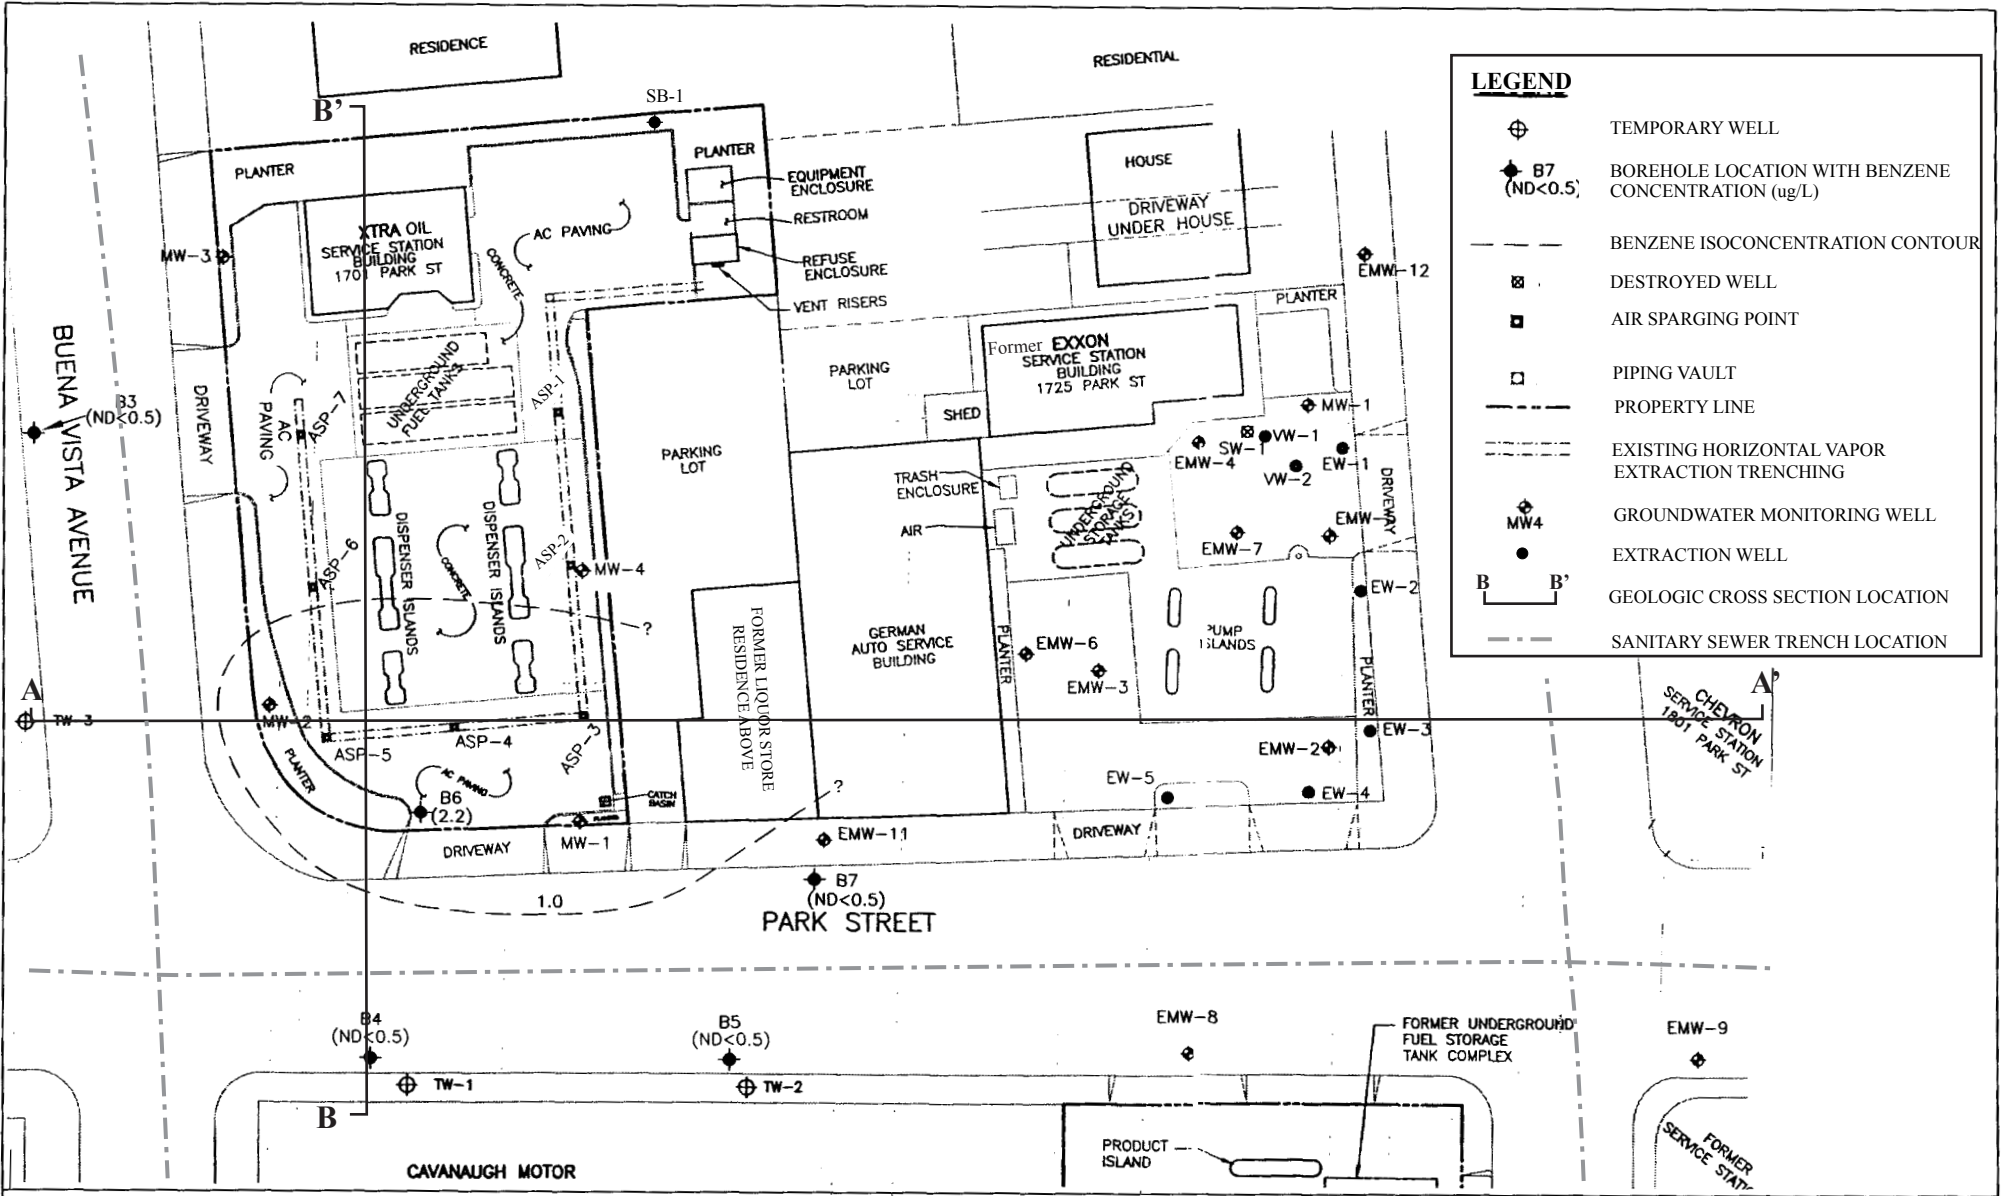 RESIDENCE
RESIDENTIAL
B'
SB-1
PLANTER
PLANTER
EQUIPMENT
ENCLOSURE
RESTROOM
REFUSE
ENCLOSURE
VENT RISERS
XTRA OIL
SERVICE STATION
BUILDING
1701 PARK ST
AC PAVING
CONCRETE
MW-3
HOUSE
DRIVEWAY
UNDER HOUSE
EMW-12
PLANTER
BUENA VISTA AVENUE
B3
(ND<0.5)
DRIVEWAY
AC
PAVING
ASP-7
UNDERGROUND
FUEL TANKS
ASP-1
PARKING
LOT
PARKING
LOT
SHED
Former EXXON
SERVICE STATION
BUILDING
1725 PARK ST
MW-1
VW-1
SW-1
EMW-4
VW-2
EW-1
DRIVEWAY
TRASH
ENCLOSURE
AIR
UNDERGROUND
STORAGE
TANKS
EMW-7
EMW-
EW-2
ASP-6
DISPENSER ISLANDS
CONCRETE
DISPENSER ISLANDS
ASP-2
MW-4
?
FORMER LIQUOR STORE
RESIDENCE ABOVE
GERMAN
AUTO SERVICE
BUILDING
PLANTER
EMW-6
EMW-3
PUMP
ISLANDS
PLANTER
A
TW-3
MW-2
ASP-5
ASP-4
ASP-3
PLANTER
AC PAVING
B6
(2.2)
CATCH
BASIN
MW-1
DRIVEWAY
?
EMW-11
B7
(ND<0.5)
1.0
PARK STREET
EW-5
DRIVEWAY
EMW-2
EW-3
EW-4
A'
CHEVRON
SERVICE STATION
1801 PARK ST
B4
(ND<0.5)
TW-1
B5
(ND<0.5)
TW-2
EMW-8
FORMER UNDERGROUND
FUEL STORAGE
TANK COMPLEX
EMW-9
B
CAVANAUGH MOTOR
PRODUCT
ISLAND
FORMER
SERVICE STAT
LEGEND
TEMPORARY WELL
B7
(ND<0.5)
BOREHOLE LOCATION WITH BENZENE
CONCENTRATION (ug/L)
BENZENE ISOCONCENTRATION CONTOUR
DESTROYED WELL
AIR SPARGING POINT
PIPING VAULT
PROPERTY LINE
EXISTING HORIZONTAL VAPOR
EXTRACTION TRENCHING
MW4
GROUNDWATER MONITORING WELL
EXTRACTION WELL
B B'
GEOLOGIC CROSS SECTION LOCATION
SANITARY SEWER TRENCH LOCATION